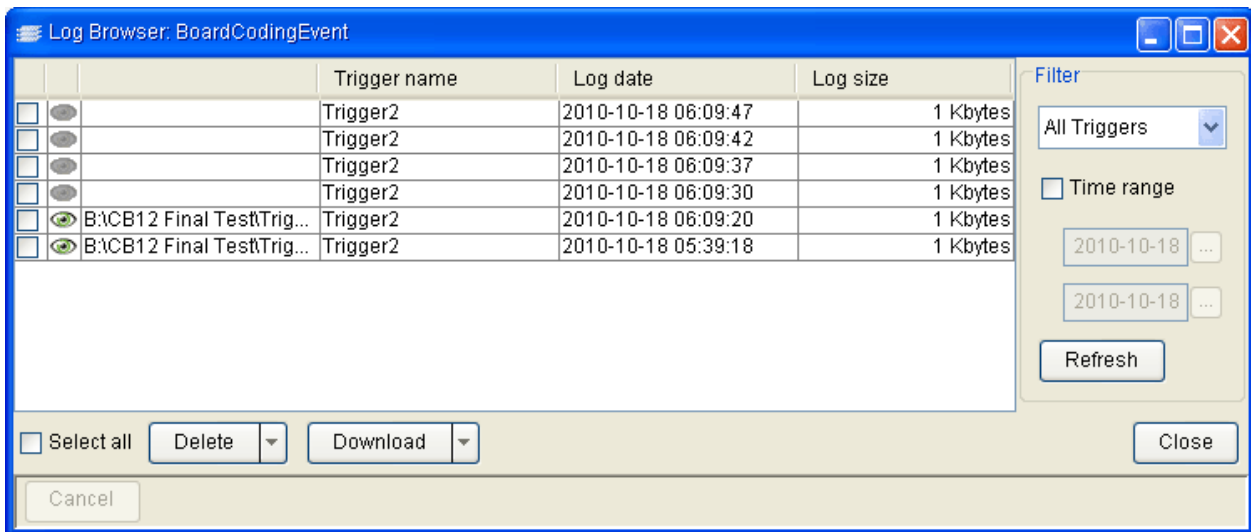 Log Browser: BoardCodingEvent
Trigger name Log date Log size
Trigger2 2010-10-18 06:09:47 1 Kbytes
Trigger2 2010-10-18 06:09:42 1 Kbytes
Trigger2 2010-10-18 06:09:37 1 Kbytes
Trigger2 2010-10-18 06:09:30 1 Kbytes
B:\CB12 Final Test\Trig... Trigger2 2010-10-18 06:09:20 1 Kbytes
B:\CB12 Final Test\Trig... Trigger2 2010-10-18 05:39:18 1 Kbytes
Filter
All Triggers
Time range
2010-10-18 ...
2010-10-18 ...
Refresh
Select all Delete Download Close
Cancel